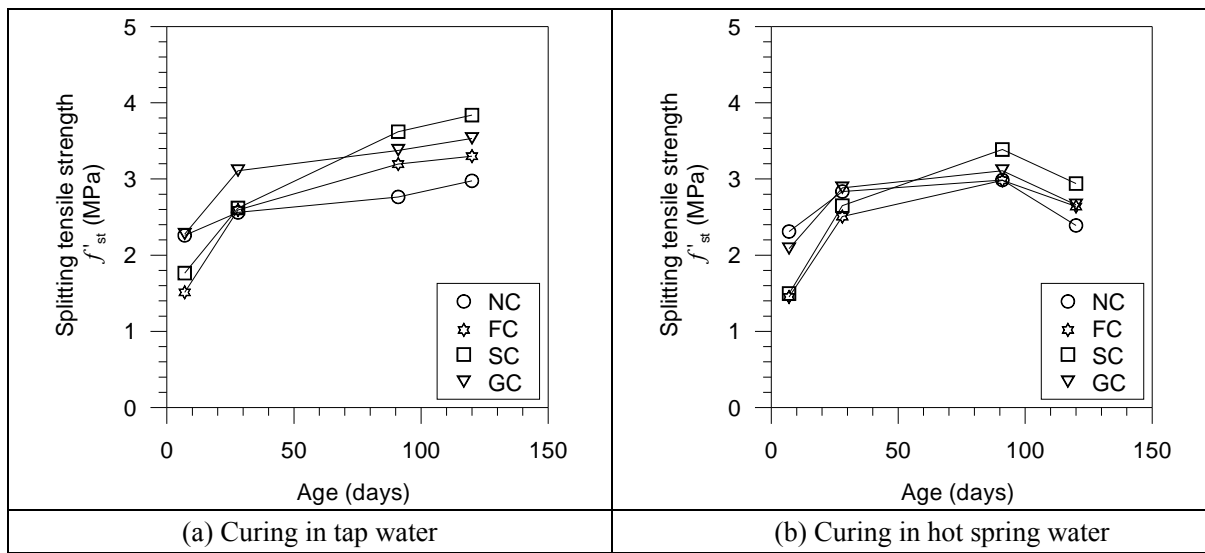 5
4
3
2
1
0
Splitting tensile strength
f'st (MPa)
NC
FC
SC
GC
0 50 100 150
Age (days)
(a) Curing in tap water
5
4
3
2
1
0
Splitting tensile strength
f'st (MPa)
NC
FC
SC
GC
0 50 100 150
Age (days)
(b) Curing in hot spring water